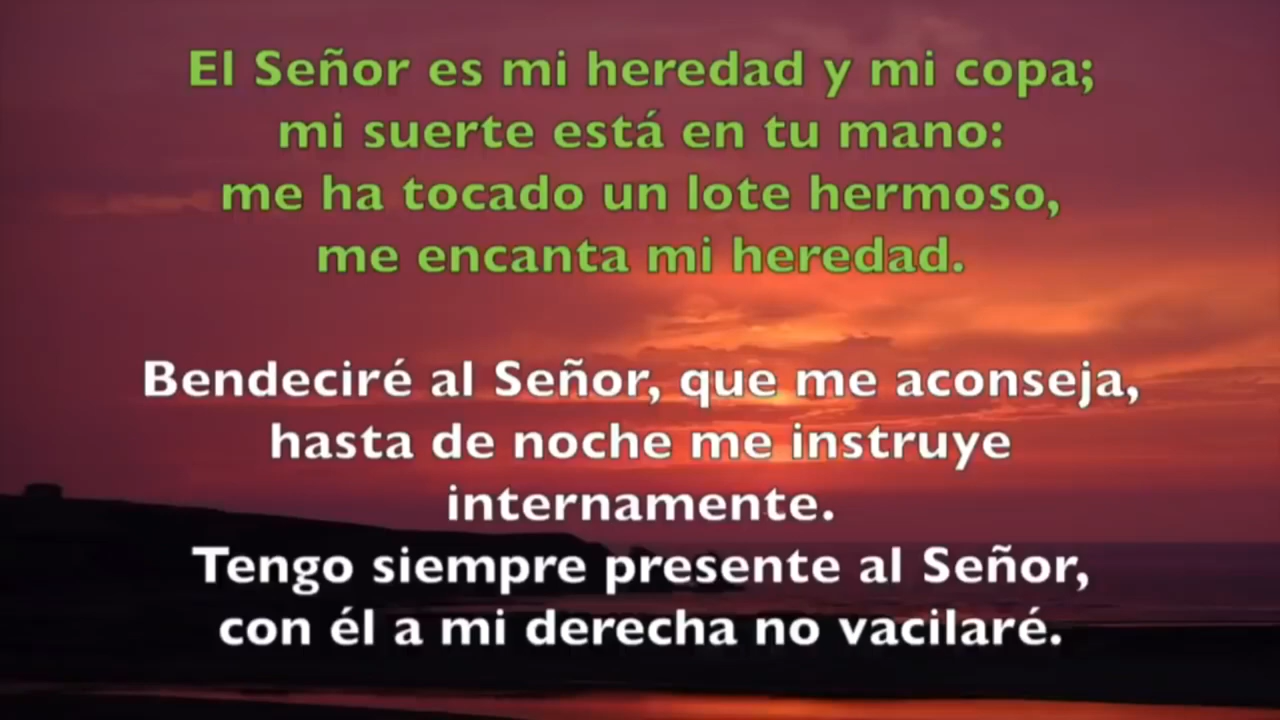 El Señor es mi heredad y mi copa;
mi suerte está en tu mano:
me ha tocado un lote hermoso,
me encanta mi heredad.
Bendeciré al Señor, que me aconseja,
hasta de noche me instruye
internamente.
Tengo siempre presente al Señor,
con él a mi derecha no vacilaré.